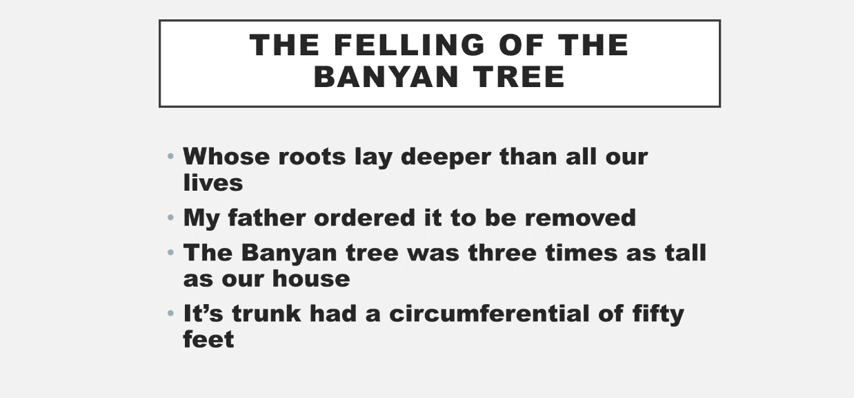 THE FELLING OF THE
BANYAN TREE
• Whose roots lay deeper than all our
lives
• My father ordered it to be removed
• The Banyan tree was three times as tall
as our house
• It’s trunk had a circumferential of fifty
feet